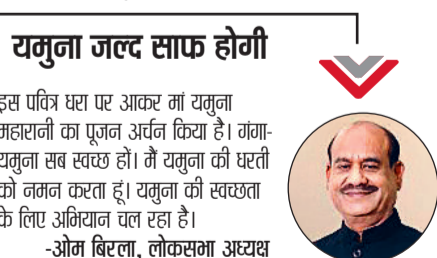 यमुना जल्द साफ होगी
इस पवित्र धरा पर आकर मां यमुना
महारानी का पूजन अर्चन किया है। गंगा-
यमुना सब स्वच्छ हों। मैं यमुना की धरती
को नमन करता हूं। यमुना की स्वच्छता
के लिए अभियान चल रहा है।
-ओम बिरला, लोकसभा अध्यक्ष